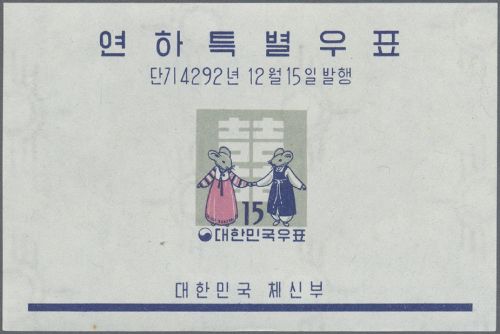 연하특별우표
단기4292년 12월15일발행
囍
15
대한민국우표
대한민국 체신부